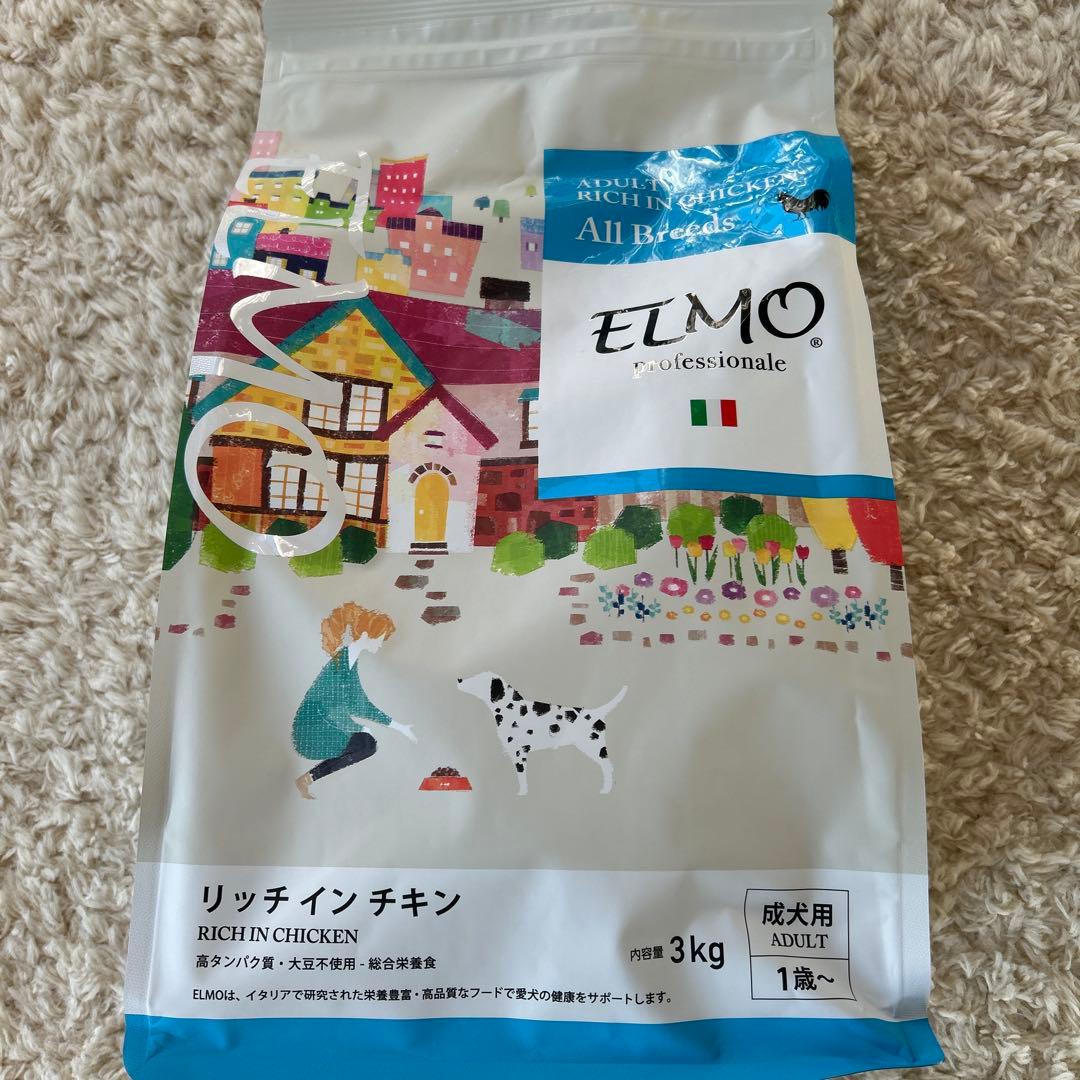 ELMO
ADULT
RICH IN CHICKEN
All Breeds
ELMO®
professionale
リッチ イン チキン
RICH IN CHICKEN
高タンパク質・大豆不使用 - 総合栄養食
ELMOは、イタリアで研究された栄養豊富・高品質なフードで愛犬の健康をサポートします。
内容量 3kg
成犬用
ADULT
1歳~